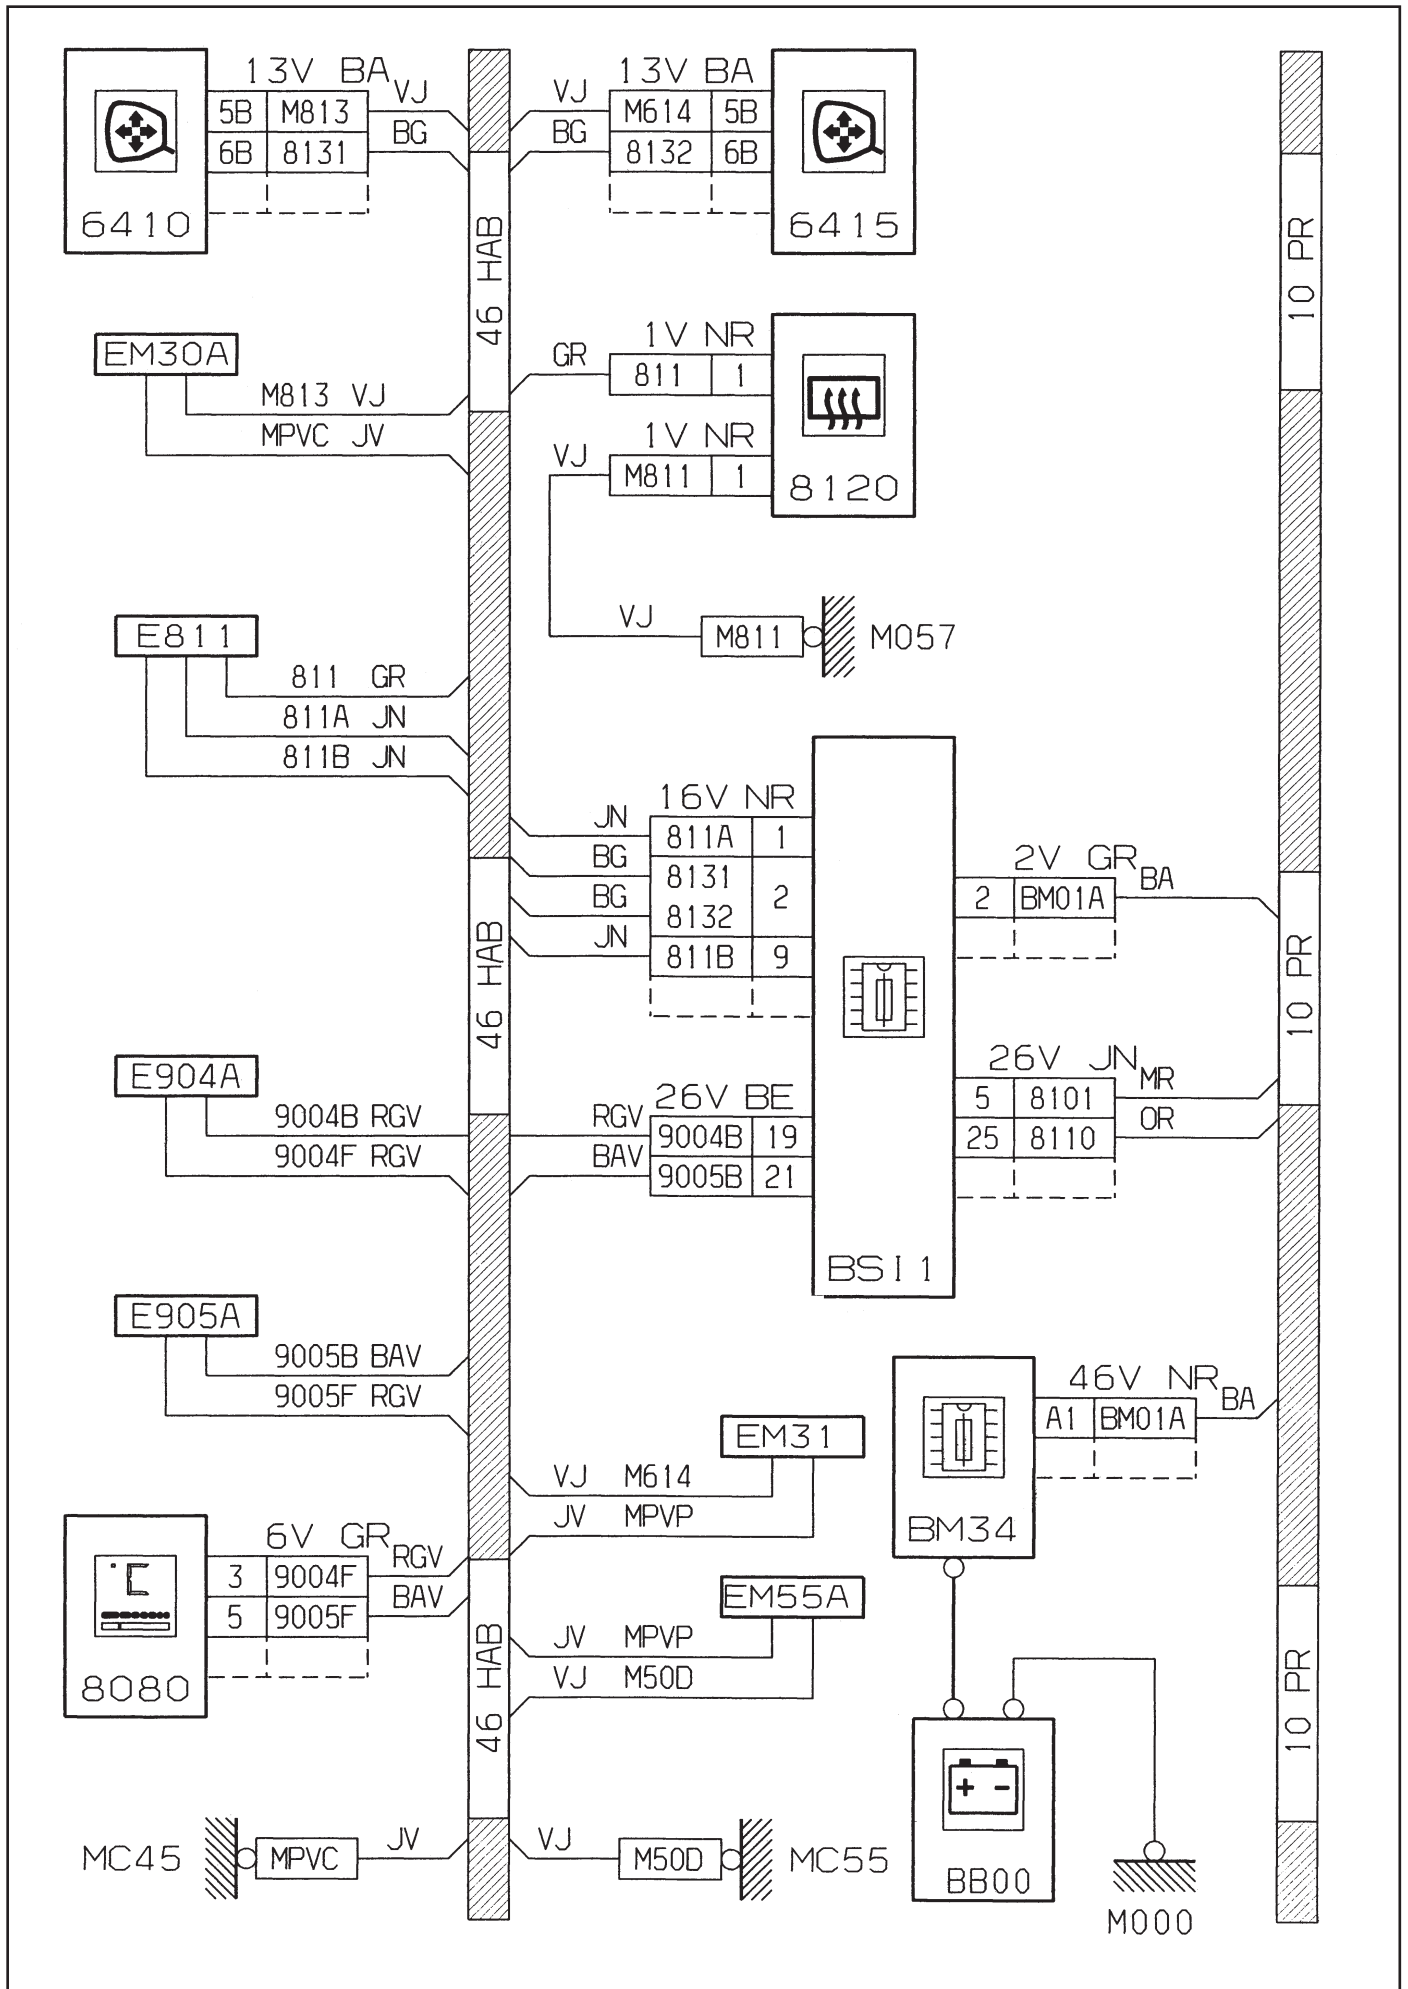 13V BA
VJ
5B M813
BG
6B 8131
6410
13V BA
VJ
M614 5B
BG
8132 6B
6415
46 HAB
10 PR
EM30A
M813 VJ
MPVC JV
1V NR
GR
811 1
1V NR
VJ
M811 1
8120
VJ
M811
M057
E811
811 GR
811A JN
811B JN
16V NR
JN
811A 1
BG
8131
2
BG
8132
JN
811B 9
2V GR
BA
2 BM01A
46 HAB
10 PR
26V JN
MR
5 8101
OR
25 8110
E904A
9004B RGV
9004F RGV
26V BE
RGV
9004B 19
BAV
9005B 21
BSI1
E905A
9005B BAV
9005F RGV
46V NR
BA
A1 BM01A
BM34
EM31
VJ M614
JV MPVP
6V GR
RGV
3 9004F
BAV
5 9005F
°C
8080
EM55A
JV MPVP
VJ M50D
46 HAB
10 PR
+ -
BB00
MC45
MPVC
JV
VJ
M50D
MC55
M000